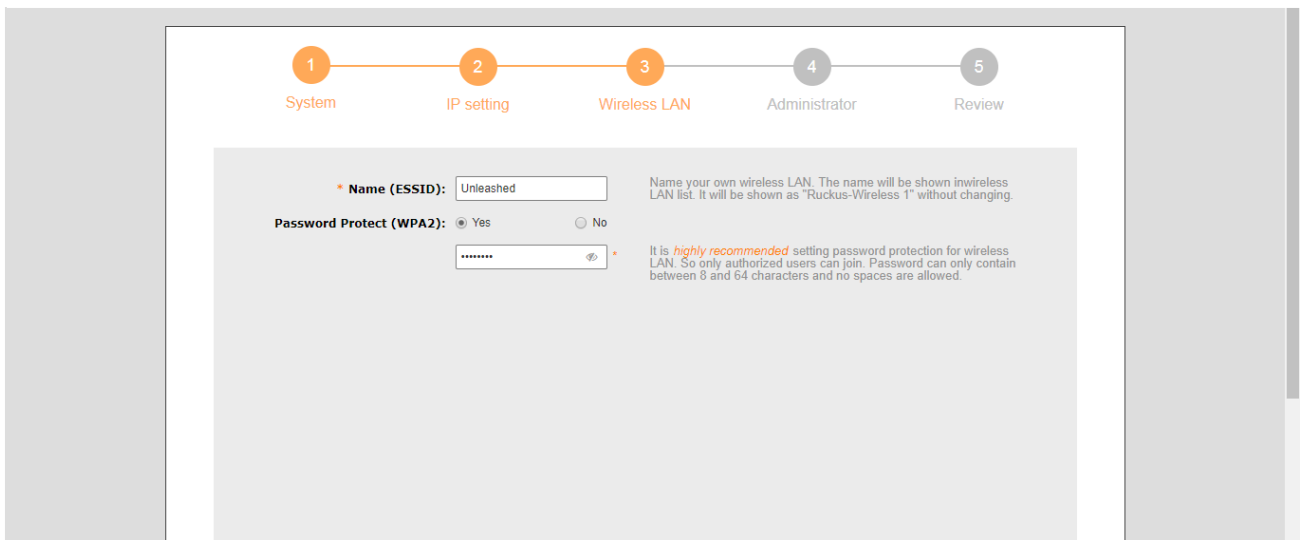 1 2 3 4 5
System IP setting Wireless LAN Administrator Review
* Name (ESSID): Unleashed
Name your own wireless LAN. The name will be shown inwireless
LAN list. It will be shown as "Ruckus-Wireless 1" without changing.
Password Protect (WPA2): Yes No
•••••••• *
It is highly recommended setting password protection for wireless
LAN. So only authorized users can join. Password can only contain
between 8 and 64 characters and no spaces are allowed.